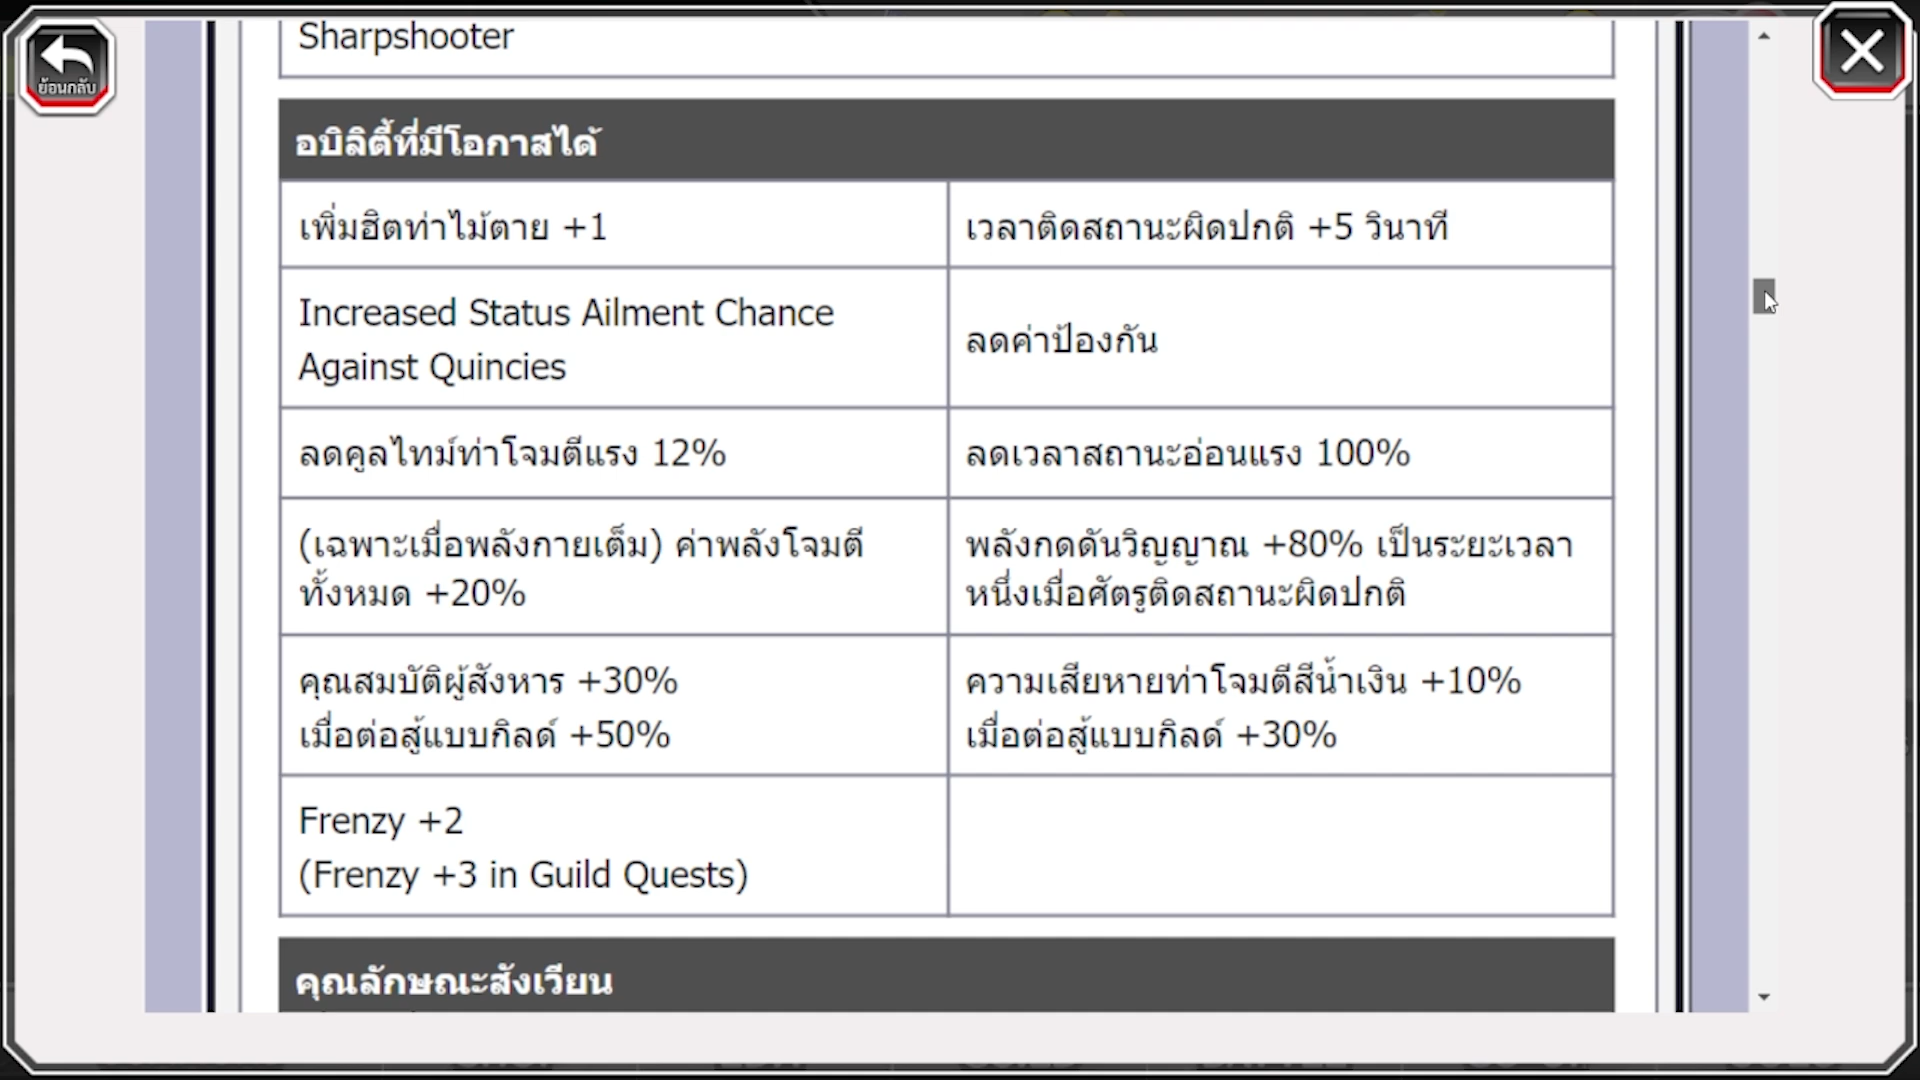 Sharpshooter
ย้อนกลับ
อบิลิตี้ที่มีโอกาสได้
เพิ่มฮิตท่าไม้ตาย +1
เวลาติดสถานะผิดปกติ +5 วินาที
Increased Status Ailment Chance
Against Quincies
ลดค่าป้องกัน
ลดคูลไทม์ท่าโจมตีแรง 12%
ลดเวลาสถานะอ่อนแรง 100%
(เฉพาะเมื่อพลังกายเต็ม) ค่าพลังโจมตี
ทั้งหมด +20%
พลังกดดันวิญญาณ +80% เป็นระยะเวลา
หนึ่งเมื่อศัตรูติดสถานะผิดปกติ
คุณสมบัติผู้สังหาร +30%
เมื่อต่อสู้แบบกิลด์ +50%
ความเสียหายท่าโจมตีสีน้ำเงิน +10%
เมื่อต่อสู้แบบกิลด์ +30%
Frenzy +2
(Frenzy +3 in Guild Quests)
คุณลักษณะสังเวียน